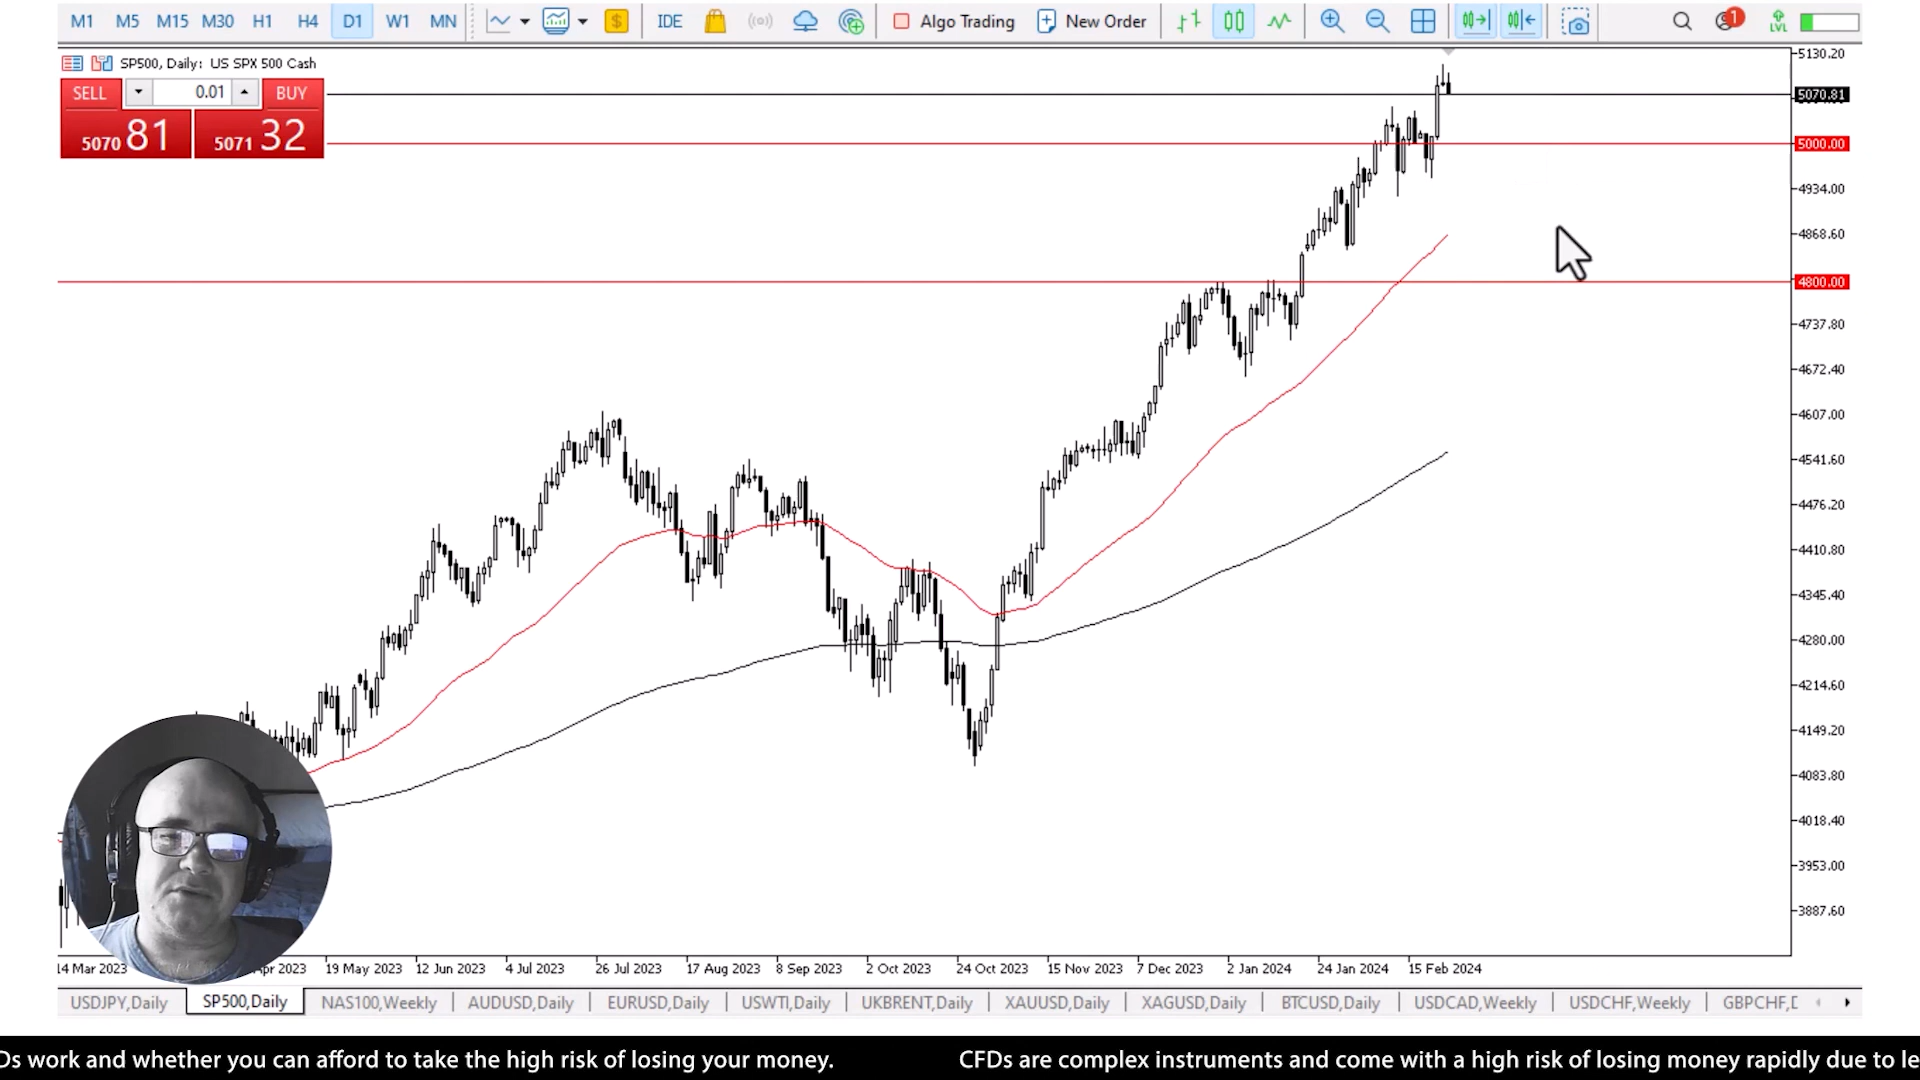 M1 M5 M15 M30 H1 H4 D1 W1 MN $ IDE Algo Trading New Order 1 LVL
SP500, Daily: US SPX 500 Cash
SELL 0.01 BUY
5070 81 5071 32
5130.20
5070.81
5000.00
4934.00
4868.60
4800.00
4737.80
4672.40
4607.00
4541.60
4476.20
4410.80
4345.40
4280.00
4214.60
4149.20
4083.80
4018.40
3953.00
3887.60
14 Mar 2023 Apr 2023 19 May 2023 12 Jun 2023 4 Jul 2023 26 Jul 2023 17 Aug 2023 8 Sep 2023 2 Oct 2023 24 Oct 2023 15 Nov 2023 7 Dec 2023 2 Jan 2024 24 Jan 2024 15 Feb 2024
USDJPY,Daily SP500,Daily NAS100,Weekly AUDUSD,Daily EURUSD,Daily USWTI,Daily UKBRENT,Daily XAUUSD,Daily XAGUSD,Daily BTCUSD,Daily USDCAD,Weekly USDCHF,Weekly GBPCHF,D
Ds work and whether you can afford to take the high risk of losing your money. CFDs are complex instruments and come with a high risk of losing money rapidly due to le